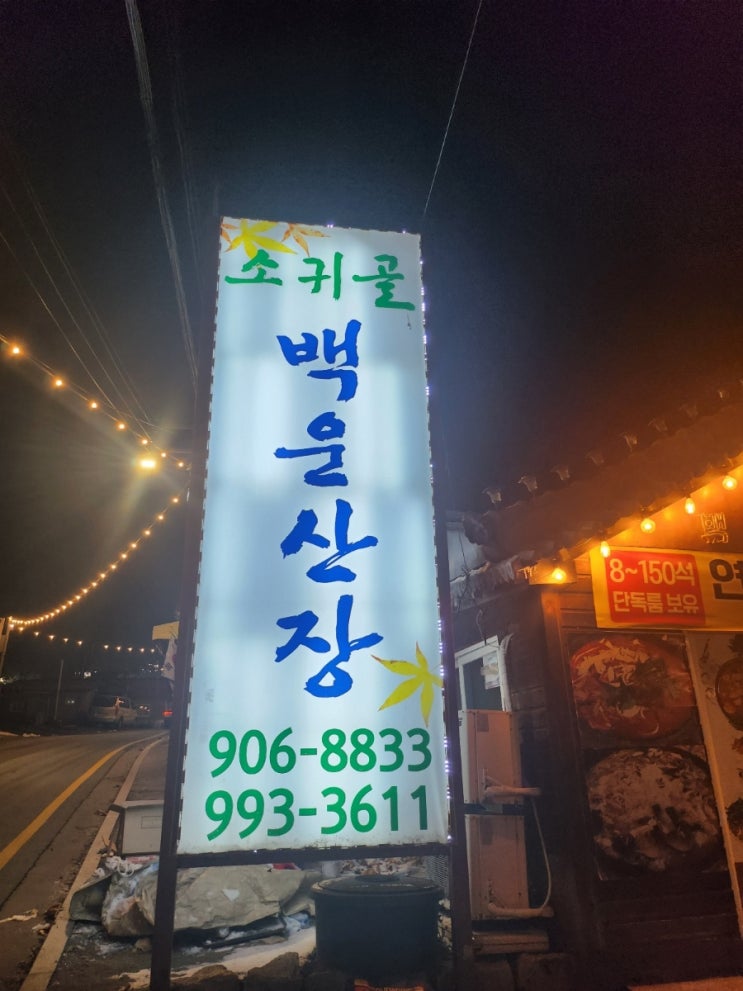 소귀골
백운산장
906-8833
993-3611
8~150석
단독룸 보유
연